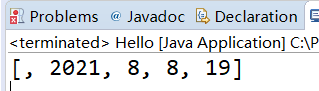 Problems @ Javadoc Declaration
<terminated> Hello [Java Application] C:\P
[, 2021, 8, 8, 19]